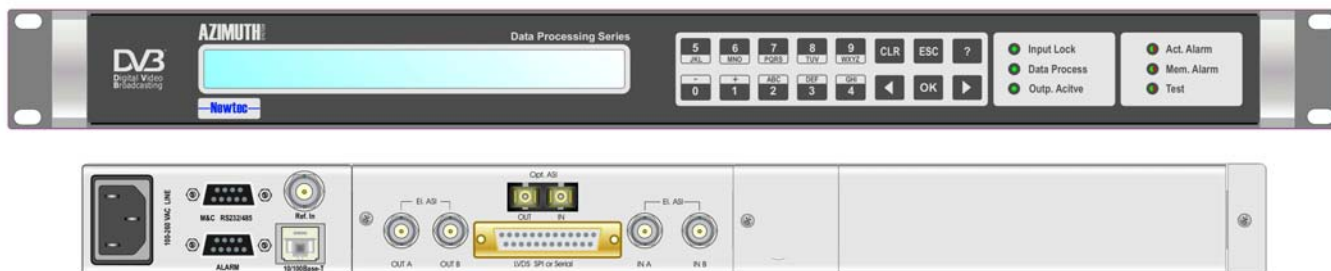 AZIMUTH
Data Processing Series
DVB
Digital Video
Broadcasting
Newtec
5 6 7 8 9 CLR ESC ?
JKL MNO PQRS TUV WXYZ
- + ABC DEF GHI
0 1 2 3 4 OK
Input Lock
Data Process
Outp. Acitve
Act. Alarm
Mem. Alarm
Test
100-260 VAC LINE
M&C RS232/485
Ref. In
ALARM
10/100Base-T
Opt. ASI
OUT IN
El. ASI
OUT A OUT B
LVDS SPI or Serial
El. ASI
IN A IN B